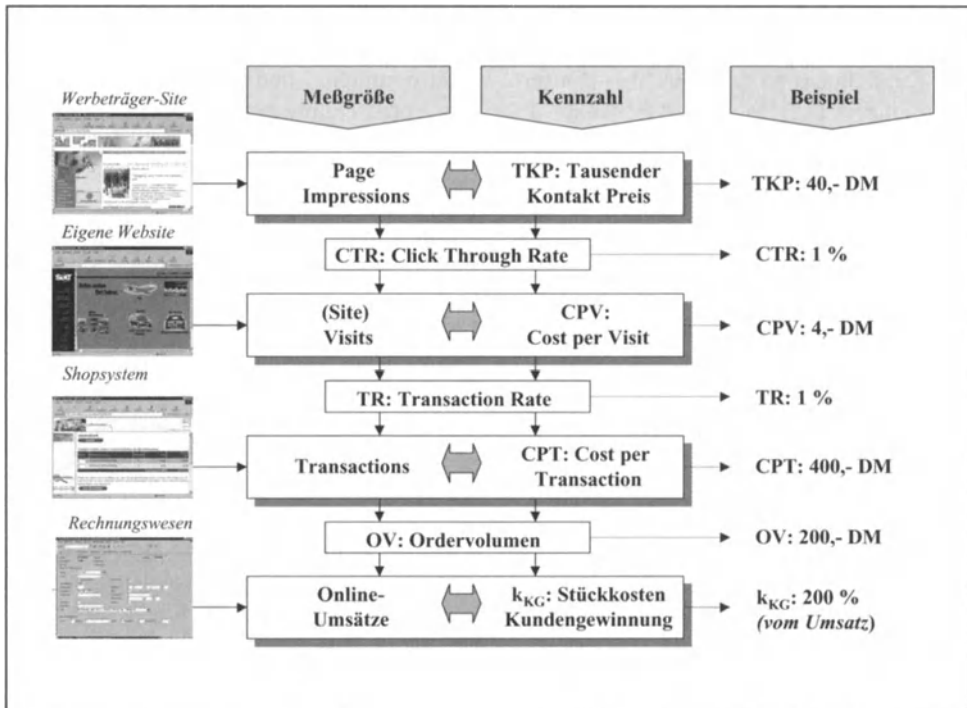 Meßgröße
Kennzahl
Beispiel
Werbeträger-Site
Page
Impressions
TKP: Tausender
Kontakt Preis
TKP: 40,- DM
CTR: Click Through Rate
CTR: 1 %
Eigene Website
(Site)
Visits
CPV:
Cost per Visit
CPV: 4,- DM
TR: Transaction Rate
TR: 1 %
Shopsystem
Transactions
CPT: Cost per
Transaction
CPT: 400,- DM
OV: Ordervolumen
OV: 200,- DM
Rechnungswesen
Online-
Umsätze
kKG: Stückkosten
Kundengewinnung
kKG: 200 %
(vom Umsatz)